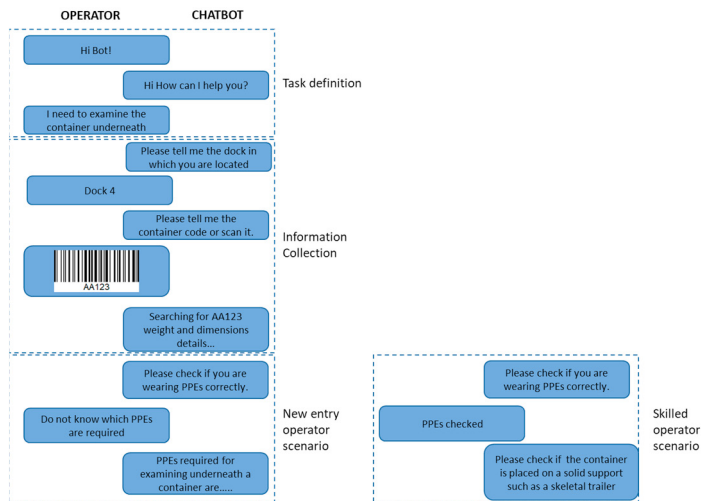 OPERATOR
CHATBOT
Hi Bot!
Hi How can I help you?
I need to examine the
container underneath
Task definition
Please tell me the dock in
which you are located
Dock 4
Please tell me the
container code or scan it.
AA123
Searching for AA123
weight and dimensions
details...
Information
Collection
Please check if you are
wearing PPEs correctly.
Do not know which PPEs
are required
PPEs required for
examining underneath a
container are.....
New entry
operator
scenario
Please check if you are
wearing PPEs correctly.
PPEs checked
Please check if  the container
is placed on a solid support
such as a skeletal trailer
Skilled
operator
scenario